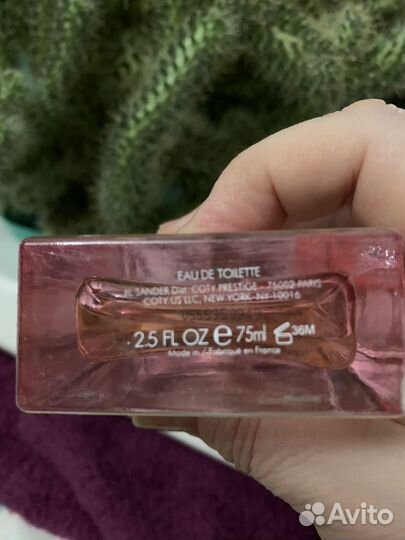 EAU DE TOILETTE
JIL SANDER Distr. COTY PRESTIGE - 75002 PARIS
COTY US LLC, NEW YORK, NY 10016
2.5 FL OZ e 75ml 36M
Made in / Fabriqué en France
Avito